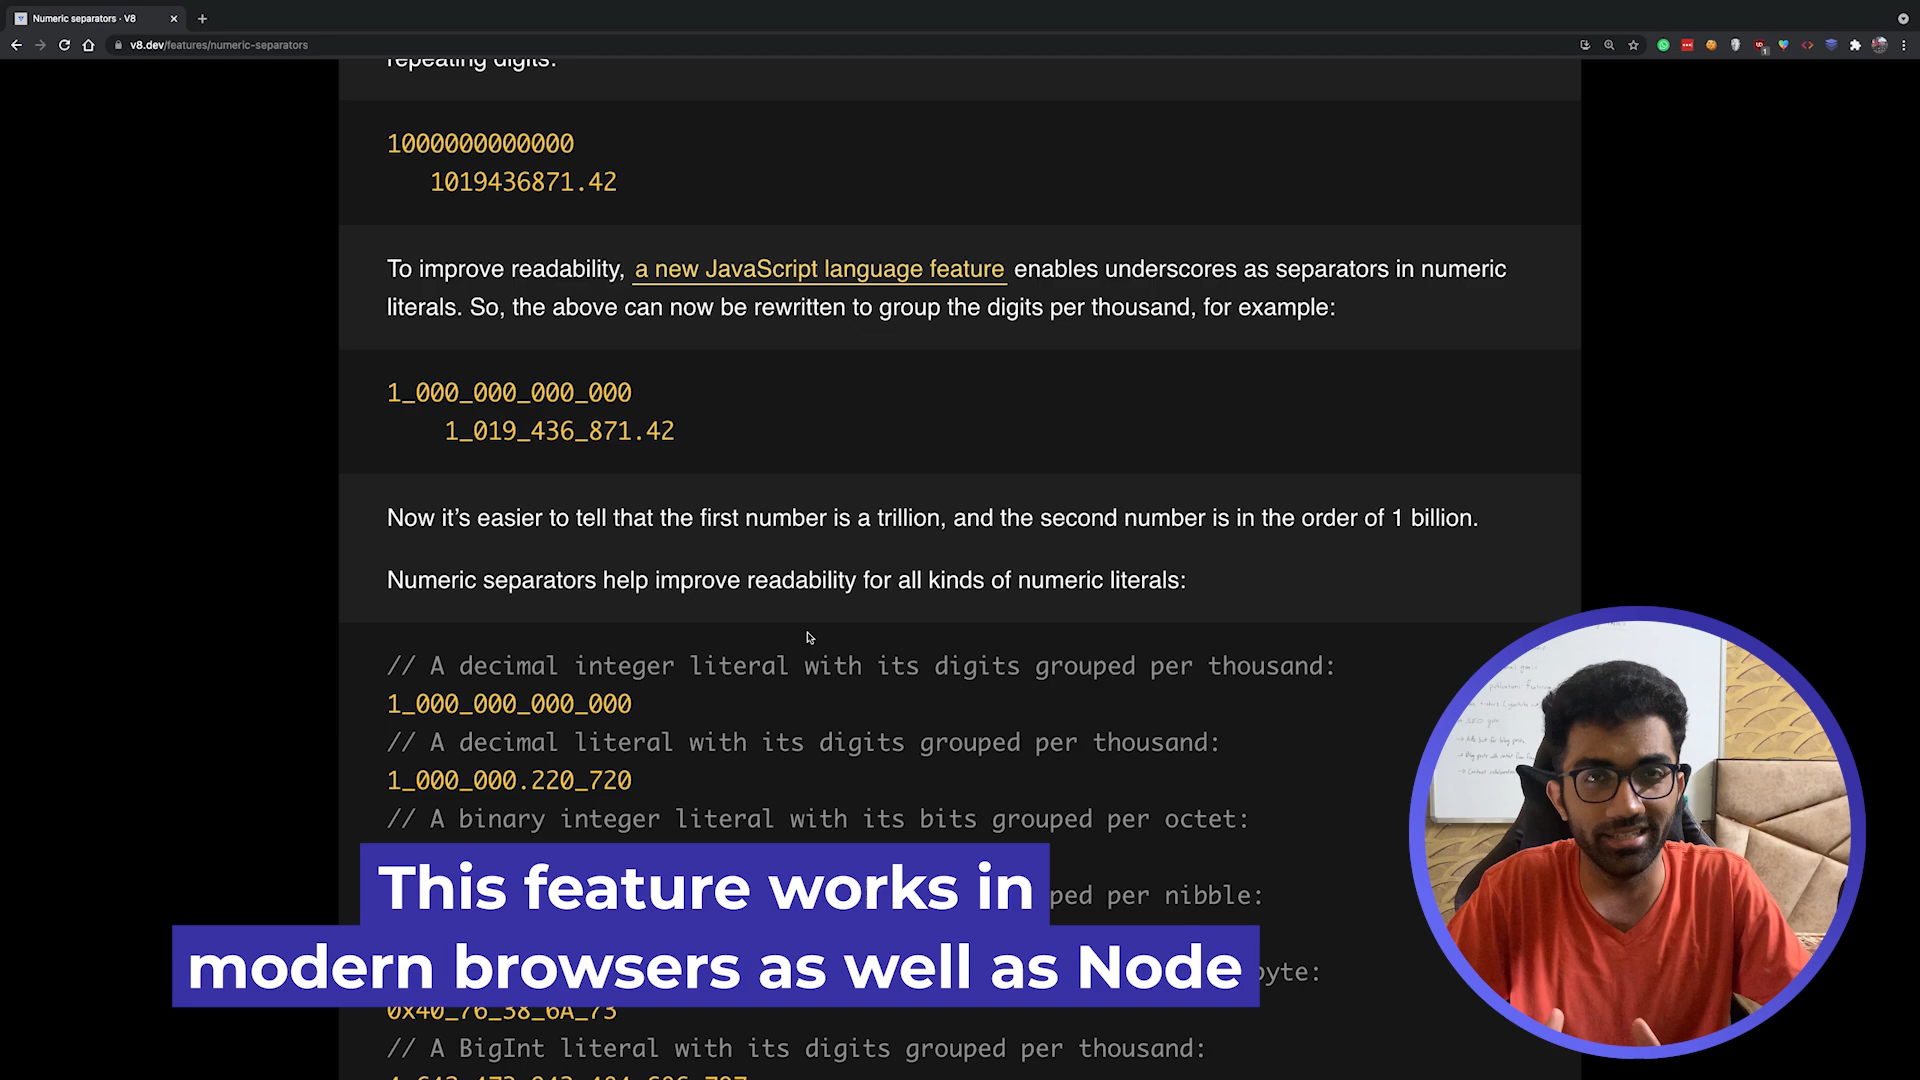 Numeric separators · V8
v8.dev/features/numeric-separators
repeating digits:
1000000000000
1019436871.42
To improve readability, a new JavaScript language feature enables underscores as separators in numeric
literals. So, the above can now be rewritten to group the digits per thousand, for example:
1_000_000_000_000
1_019_436_871.42
Now it’s easier to tell that the first number is a trillion, and the second number is in the order of 1 billion.
Numeric separators help improve readability for all kinds of numeric literals:
// A decimal integer literal with its digits grouped per thousand:
1_000_000_000_000
// A decimal literal with its digits grouped per thousand:
1_000_000.220_720
// A binary integer literal with its bits grouped per octet:
ped per nibble:
This feature works in
modern browsers as well as Node
byte:
0x40_76_38_6A_73
// A BigInt literal with its digits grouped per thousand: